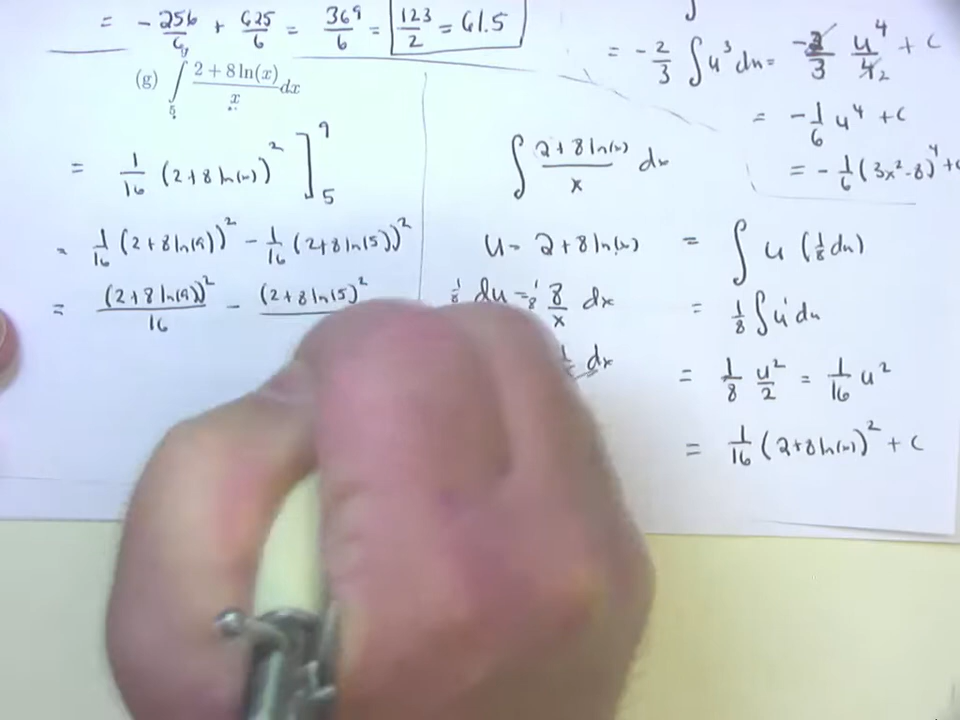 = - 256/6 + 625/6 = 369/6 = 123/2 = 61.5
(g) ∫ 2 + 8 ln(x) / x dx
5
= 1/16 (2+8 ln(x))² ]⁹₅
= 1/16 (2+8 ln(9))² - 1/16 (2+8 ln(5))²
= (2+8 ln(9))² / 16 - (2+8 ln(5))²
= -2/3 ∫ u³ du = -2/3 u⁴/4 2 + C
= -1/6 u⁴ + C
= -1/6 (3x²-8)⁴ +
∫ 2+8 ln(x) / x dx
u = 2+8 ln(x) = ∫ u (1/8 du)
1/8 du = 1/8 8/x dx = 1/8 ∫ u¹ du
dx = 1/8 u²/2 = 1/16 u²
= 1/16 (2+8 ln(x))² + C